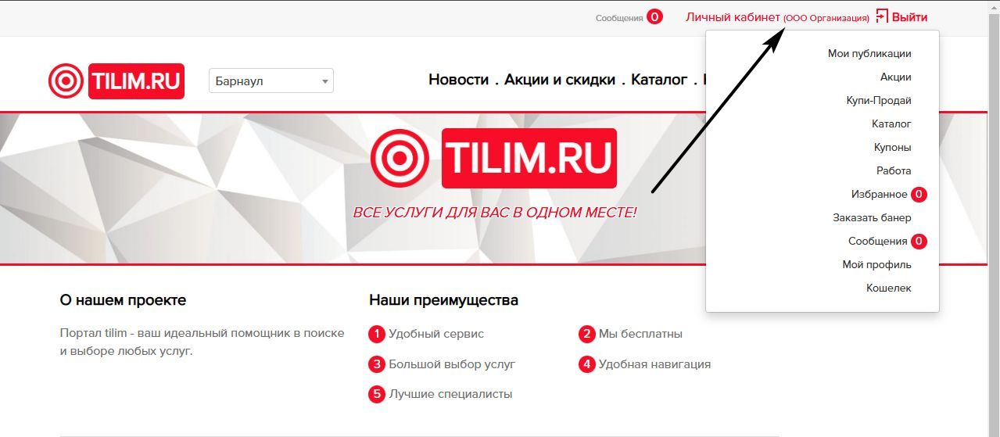 Сообщения 0 Личный кабинет (ООО Организация) Выйти
TILIM.RU
Барнаул
Новости . Акции и скидки . Каталог .
Мои публикации
Акции
Купи-Продай
Каталог
Купоны
Работа
Избранное 0
Заказать банер
Сообщения 0
Мой профиль
Кошелек
TILIM.RU
ВСЕ УСЛУГИ ДЛЯ ВАС В ОДНОМ МЕСТЕ!
О нашем проекте
Портал tilim - ваш идеальный помощник в поиске
и выборе любых услуг.
Наши преимущества
1 Удобный сервис
2 Мы бесплатны
3 Большой выбор услуг
4 Удобная навигация
5 Лучшие специалисты